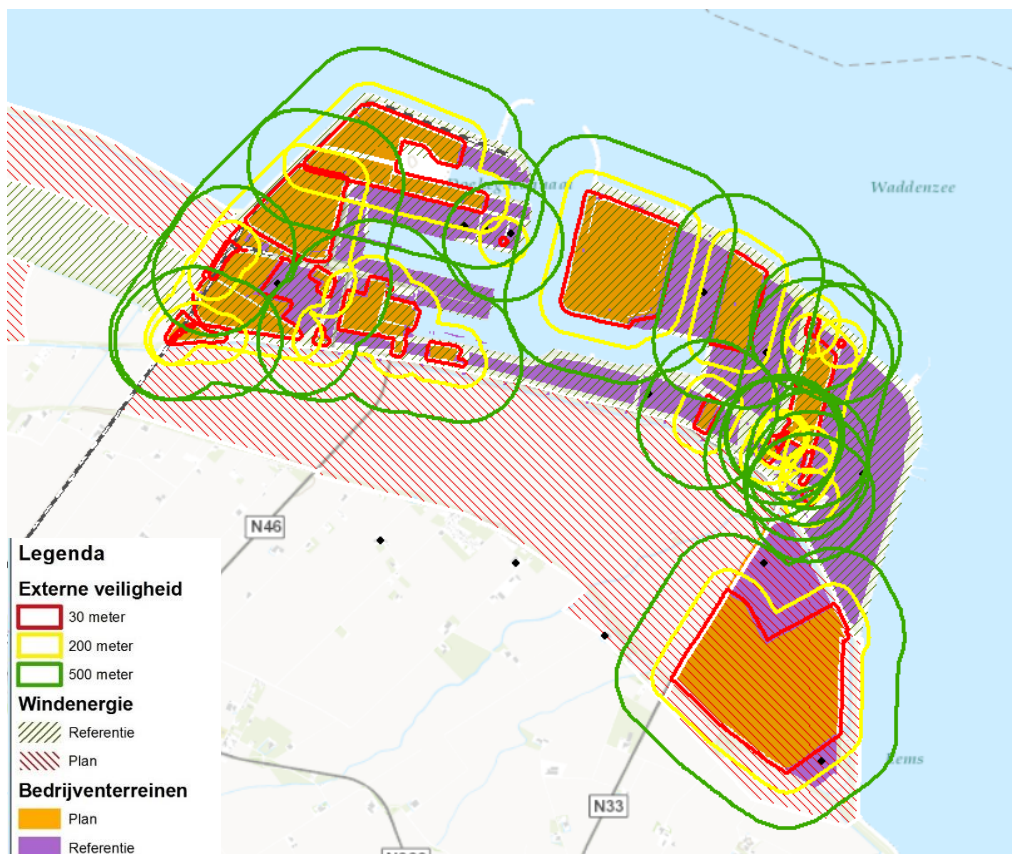 Waddenzee
N46
Legenda
Externe veiligheid
30 meter
200 meter
500 meter
Windenergie
Referentie
Plan
Bedrijventerreinen
Plan
Referentie
Eems
N33